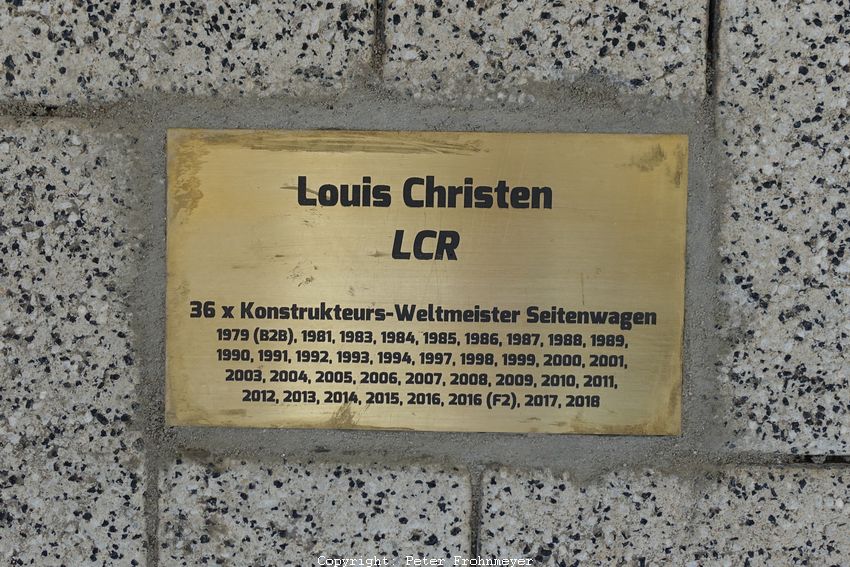 Louis Christen
LCR
36 x Konstrukteurs-Weltmeister Seitenwagen
1979 (B2B), 1981, 1983, 1984, 1985, 1986, 1987, 1988, 1989,
1990, 1991, 1992, 1993, 1994, 1997, 1998, 1999, 2000, 2001,
2003, 2004, 2005, 2006, 2007, 2008, 2009, 2010, 2011,
2012, 2013, 2014, 2015, 2016, 2016 (F2), 2017, 2018
Copyright: Peter Frohnmeyer